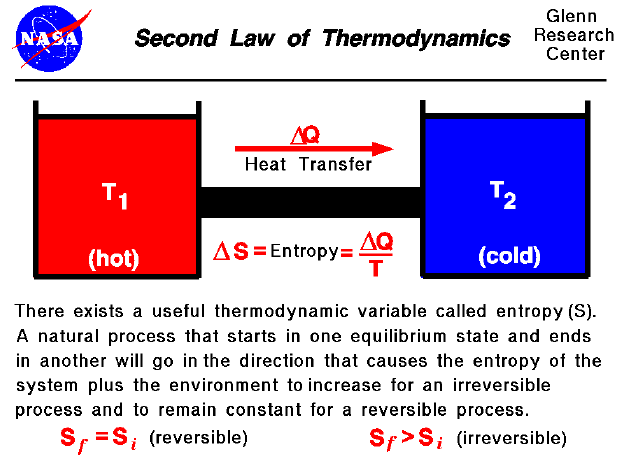 NASA
Second Law of Thermodynamics
Glenn
Research
Center
ΔQ
Heat Transfer
T1
(hot)
T2
(cold)
ΔS = Entropy = ΔQ
T
There exists a useful thermodynamic variable called entropy (S).
A natural process that starts in one equilibrium state and ends
in another will go in the direction that causes the entropy of the
system plus the environment to increase for an irreversible
process and to remain constant for a reversible process.
Sf = Si (reversible) Sf > Si (irreversible)